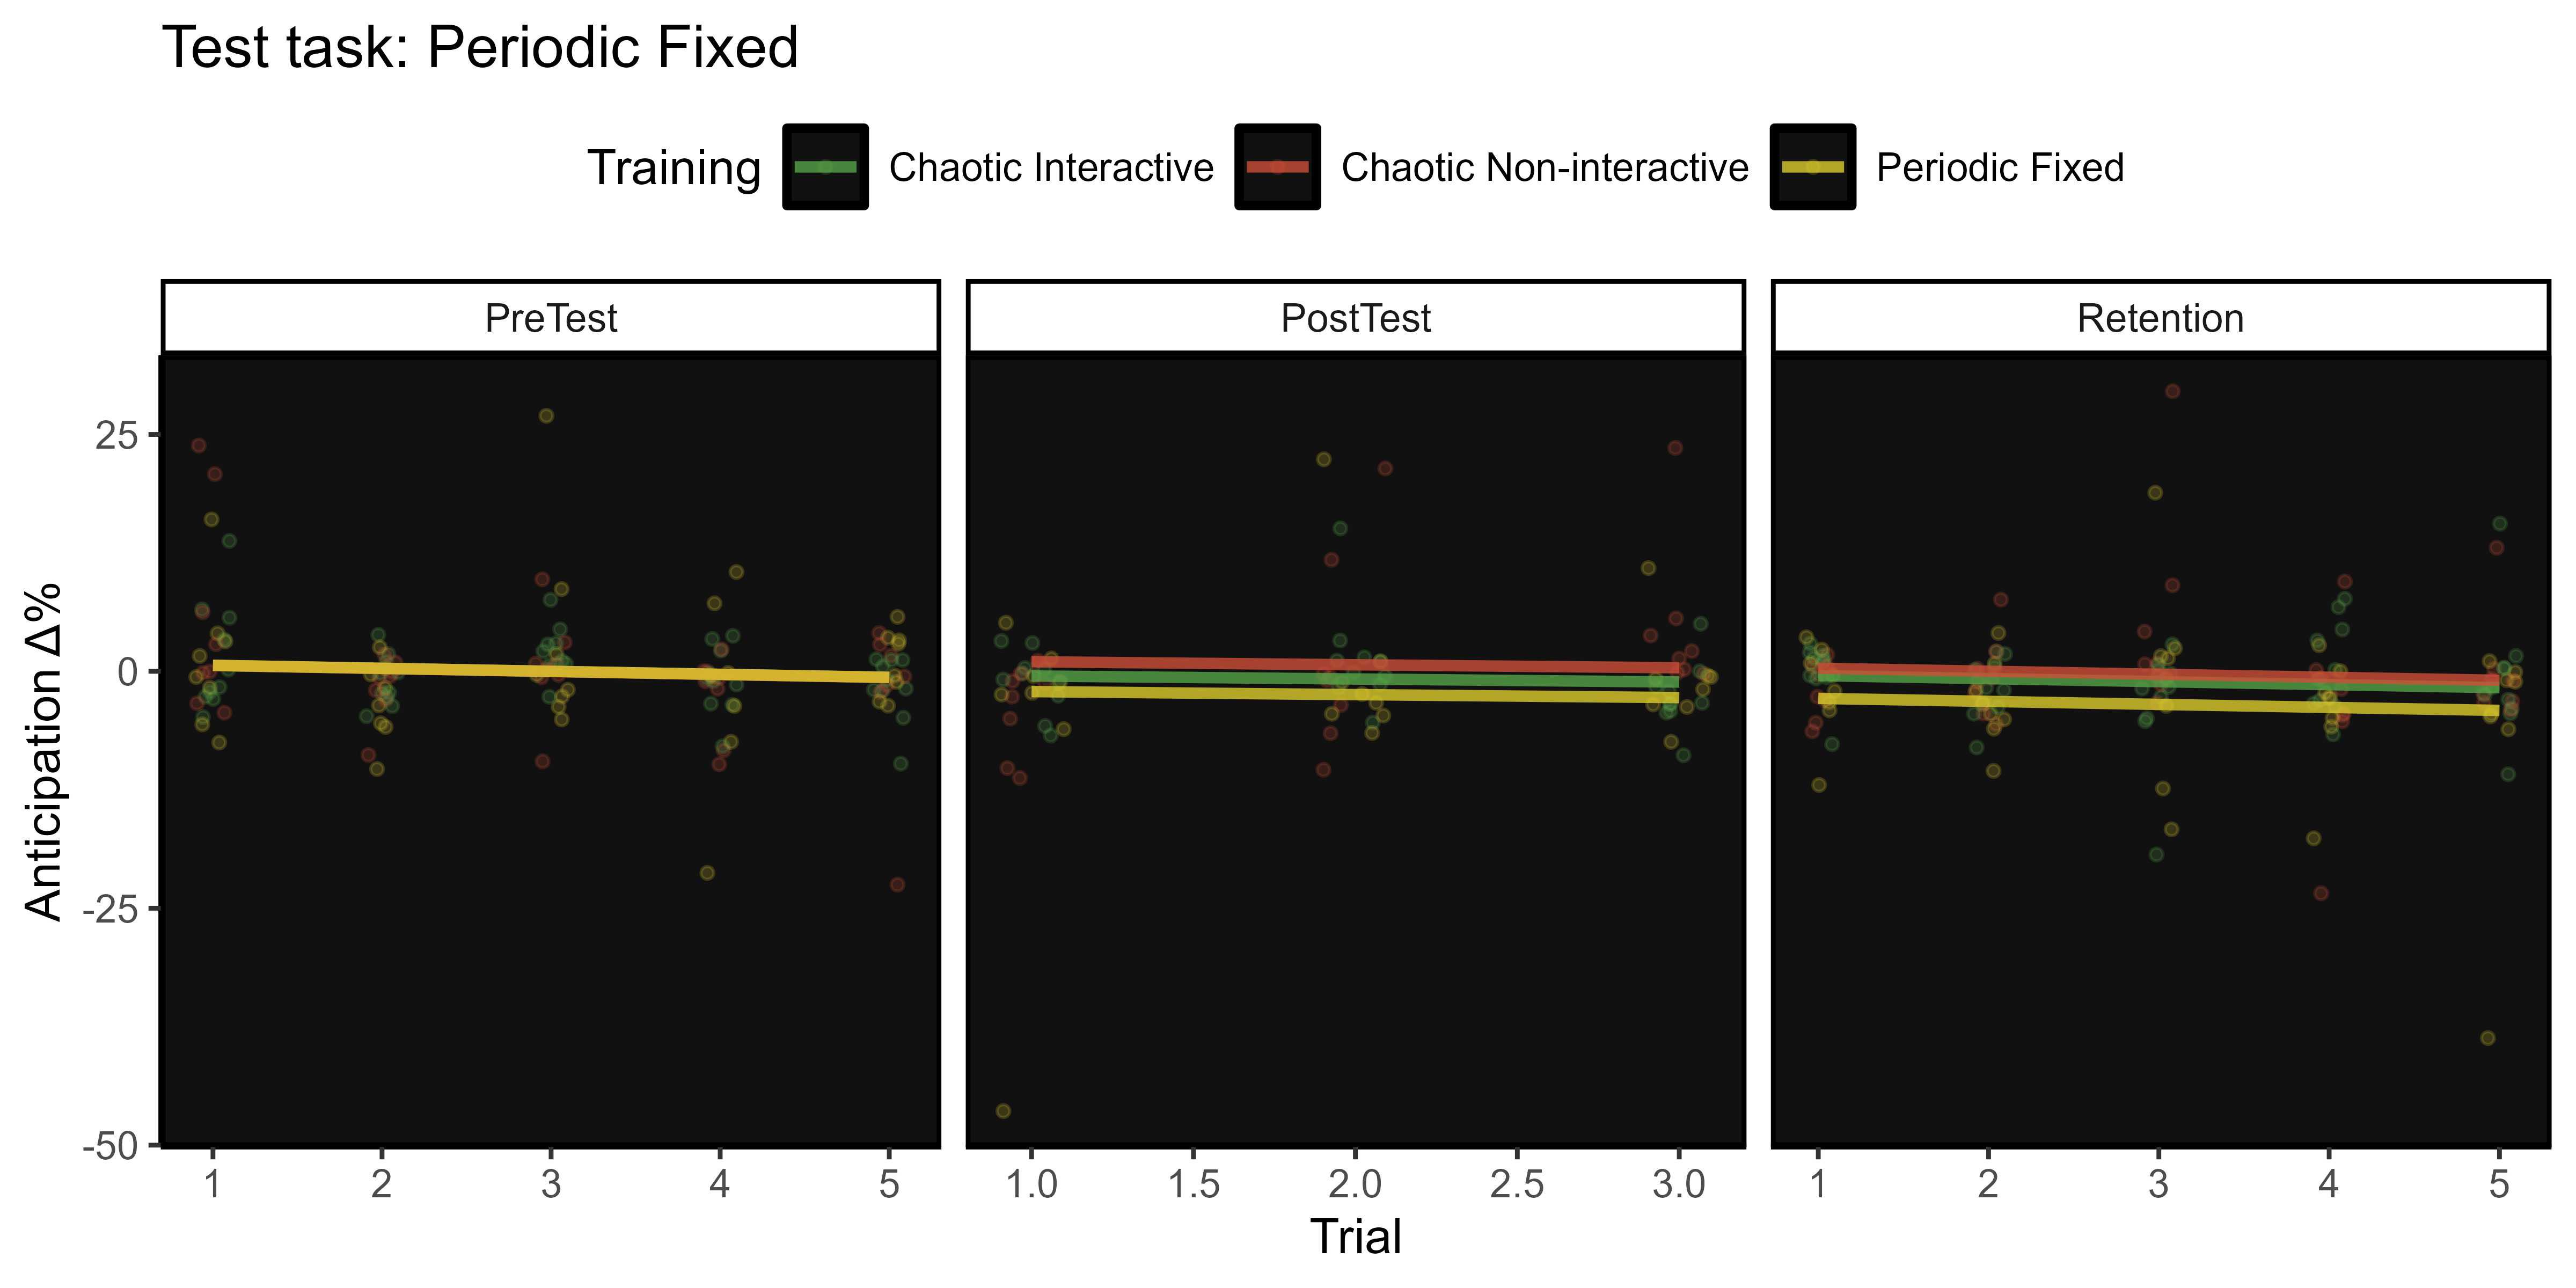 Test task: Periodic Fixed
Training Chaotic Interactive Chaotic Non-interactive Periodic Fixed
PreTest PostTest Retention
Anticipation Δ%
25
0
-25
-50
1 2 3 4 5 1.0 1.5 2.0 2.5 3.0 1 2 3 4 5
Trial